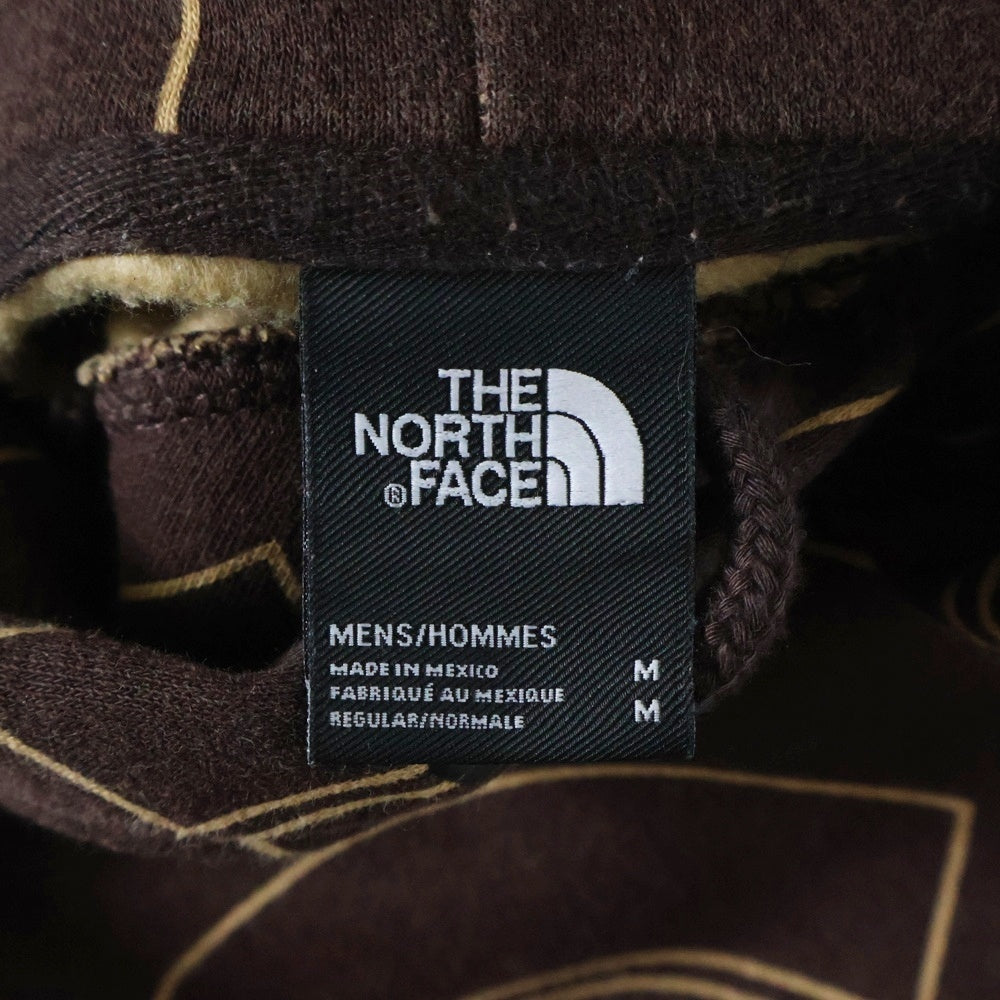 THE
NORTH
®FACE
MENS/HOMMES
MADE IN MEXICO M
FABRIQUÉ AU MEXIQUE
REGULAR/NORMALE M